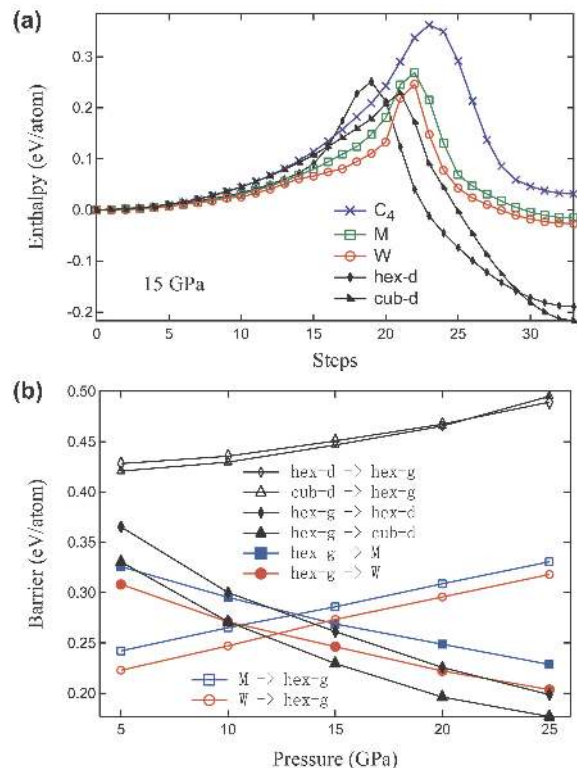 (a)
Enthalpy (eV/atom)
0.3
0.2
0.1
0.0
-0.1
-0.2
C4
M
W
hex-d
cub-d
15 GPa
0 5 10 15 20 25 30
Steps
(b)
Barrier (eV/atom)
0.50
0.45
0.40
0.35
0.30
0.25
0.20
hex-d -> hex-g
cub-d -> hex-g
hex-g -> hex-d
hex-g -> cub-d
hex-g -> M
hex-g -> W
M -> hex-g
W -> hex-g
5 10 15 20 25
Pressure (GPa)